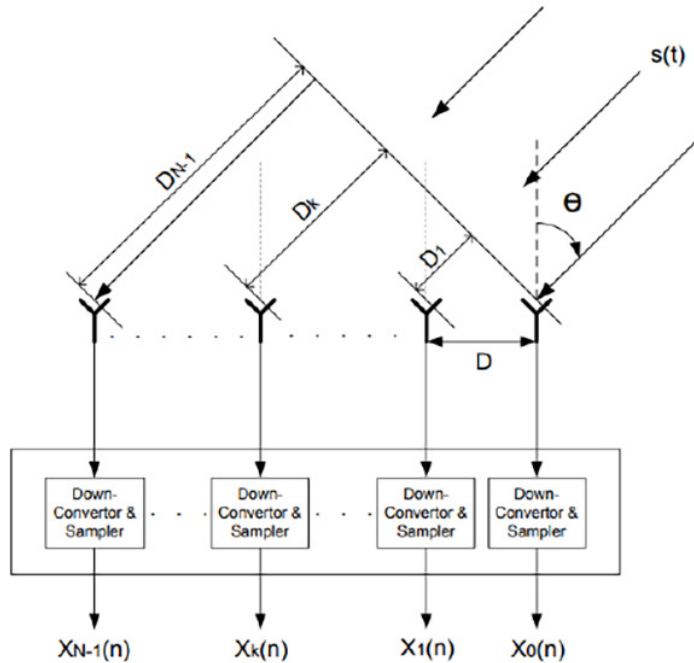 s(t)
DN-1
Dk
Θ
D1
D
Down-
Convertor &
Sampler
Down-
Convertor &
Sampler
Down-
Convertor &
Sampler
Down-
Convertor &
Sampler
XN-1(n)
Xk(n)
X1(n)
X0(n)